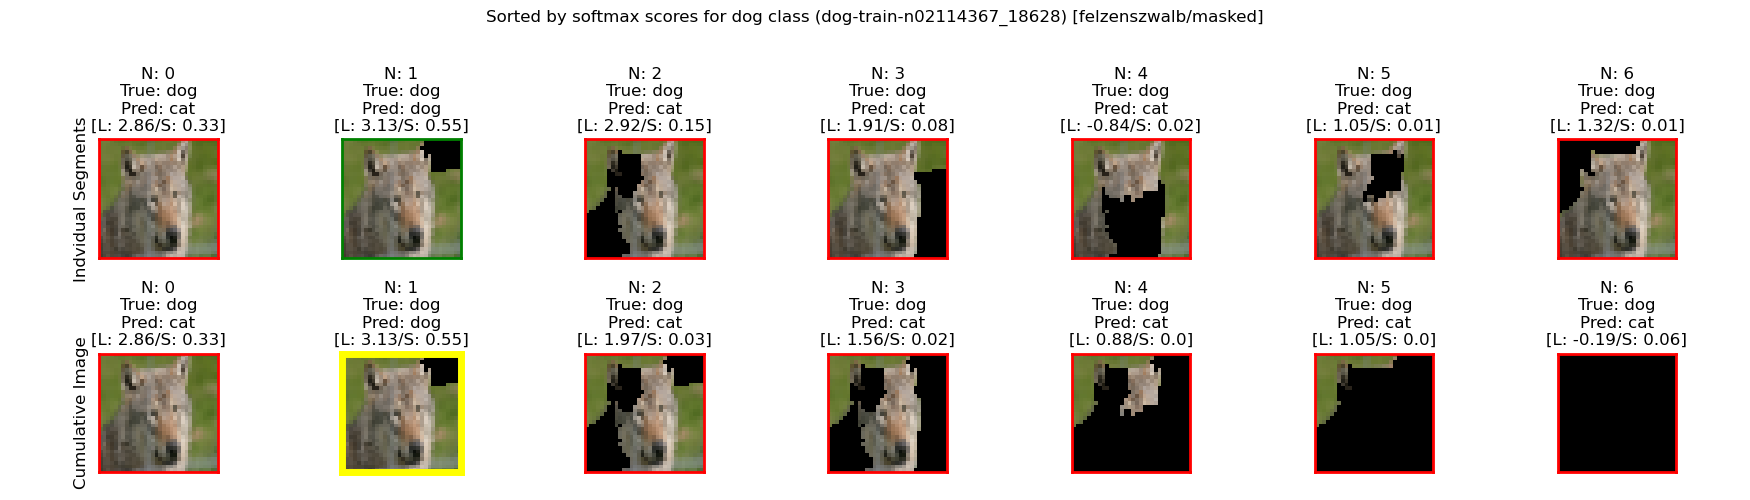 Sorted by softmax scores for dog class (dog-train-n02114367_18628) [felzenszwalb/masked]
Indvidual Segments
N: 0
True: dog
Pred: cat
[L: 2.86/S: 0.33]
N: 1
True: dog
Pred: dog
[L: 3.13/S: 0.55]
N: 2
True: dog
Pred: cat
[L: 2.92/S: 0.15]
N: 3
True: dog
Pred: cat
[L: 1.91/S: 0.08]
N: 4
True: dog
Pred: cat
[L: -0.84/S: 0.02]
N: 5
True: dog
Pred: cat
[L: 1.05/S: 0.01]
N: 6
True: dog
Pred: cat
[L: 1.32/S: 0.01]
Cumulative Image
N: 0
True: dog
Pred: cat
[L: 2.86/S: 0.33]
N: 1
True: dog
Pred: dog
[L: 3.13/S: 0.55]
N: 2
True: dog
Pred: cat
[L: 1.97/S: 0.03]
N: 3
True: dog
Pred: cat
[L: 1.56/S: 0.02]
N: 4
True: dog
Pred: cat
[L: 0.88/S: 0.0]
N: 5
True: dog
Pred: cat
[L: 1.05/S: 0.0]
N: 6
True: dog
Pred: cat
[L: -0.19/S: 0.06]